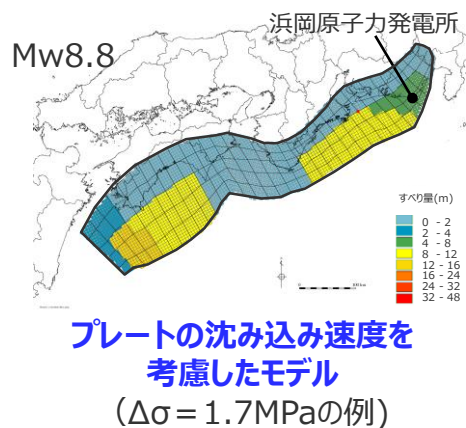 浜岡原子力発電所
Mw8.8
すべり量(m)
0 - 2
2 - 4
4 - 8
8 - 12
12 - 16
16 - 24
24 - 32
32 - 48
プレートの沈み込み速度を
考慮したモデル
（Δσ＝1.7MPaの例)